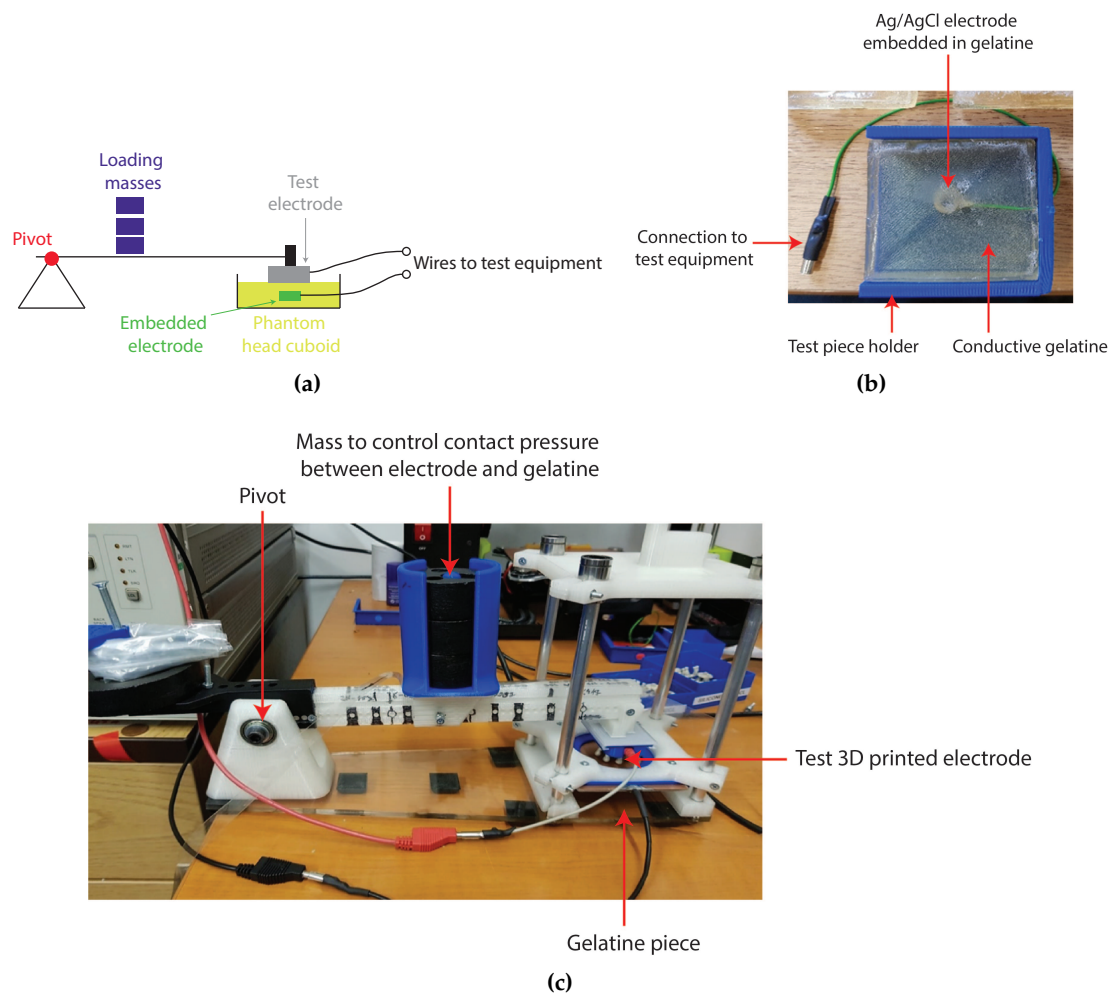 Ag/AgCl electrode
embedded in gelatine
Loading
masses
Test
electrode
Pivot
Wires to test equipment
Embedded
electrode
Phantom
head cuboid
Connection to
test equipment
Test piece holder
Conductive gelatine
(a)
(b)
Mass to control contact pressure
between electrode and gelatine
Pivot
Test 3D printed electrode
Gelatine piece
(c)